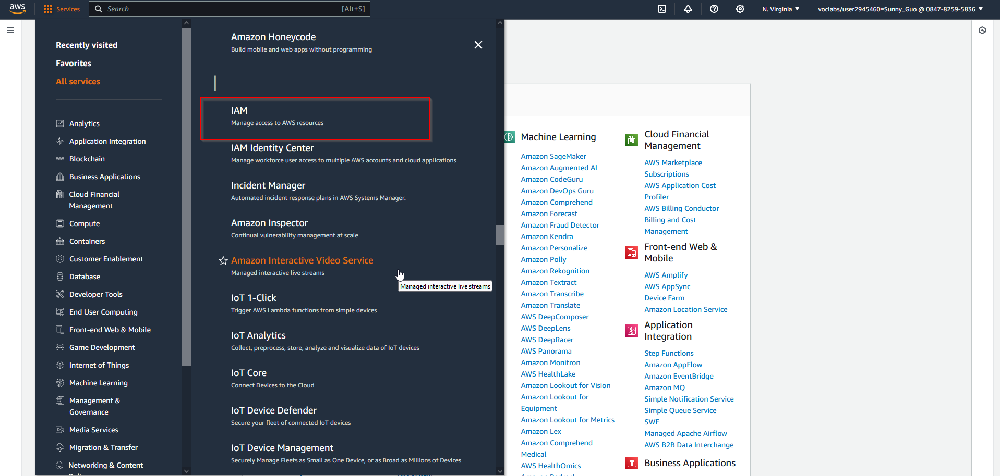 aws
Services
Search
[Alt+S]
N. Virginia
voclabs/user2945460=Sunny_Guo @ 0847-8259-5836
Recently visited
Favorites
All services
Analytics
Application Integration
Blockchain
Business Applications
Cloud Financial
Management
Compute
Containers
Customer Enablement
Database
Developer Tools
End User Computing
Front-end Web & Mobile
Game Development
Internet of Things
Machine Learning
Management &
Governance
Media Services
Migration & Transfer
Networking & Content
Amazon Honeycode
Build mobile and web apps without programming
I
IAM
Manage access to AWS resources
IAM Identity Center
Manage workforce user access to multiple AWS accounts and cloud applications
Incident Manager
Automated incident response plans in AWS Systems Manager.
Amazon Inspector
Continual vulnerability management at scale
Amazon Interactive Video Service
Managed interactive live streams
Managed interactive live streams
IoT 1-Click
Trigger AWS Lambda functions from simple devices
IoT Analytics
Collect, preprocess, store, analyze and visualize data of IoT devices
IoT Core
Connect Devices to the Cloud
IoT Device Defender
Secure your fleet of connected IoT devices
IoT Device Management
Securely Manage Fleets as Small as One Device, or as Broad as Millions of Devices
Machine Learning
Amazon SageMaker
Amazon Augmented AI
Amazon CodeGuru
Amazon DevOps Guru
Amazon Comprehend
Amazon Forecast
Amazon Fraud Detector
Amazon Kendra
Amazon Personalize
Amazon Polly
Amazon Rekognition
Amazon Textract
Amazon Transcribe
Amazon Translate
AWS DeepComposer
AWS DeepLens
AWS DeepRacer
AWS Panorama
Amazon Monitron
AWS HealthLake
Amazon Lookout for Vision
Amazon Lookout for
Equipment
Amazon Lookout for Metrics
Amazon Lex
Amazon Comprehend
Medical
AWS HealthOmics
Cloud Financial
Management
AWS Marketplace
Subscriptions
AWS Application Cost
Profiler
AWS Billing Conductor
Billing and Cost
Management
Front-end Web &
Mobile
AWS Amplify
AWS AppSync
Device Farm
Amazon Location Service
Application
Integration
Step Functions
Amazon AppFlow
Amazon EventBridge
Amazon MQ
Simple Notification Service
Simple Queue Service
SWF
Managed Apache Airflow
AWS B2B Data Interchange
Business Applications